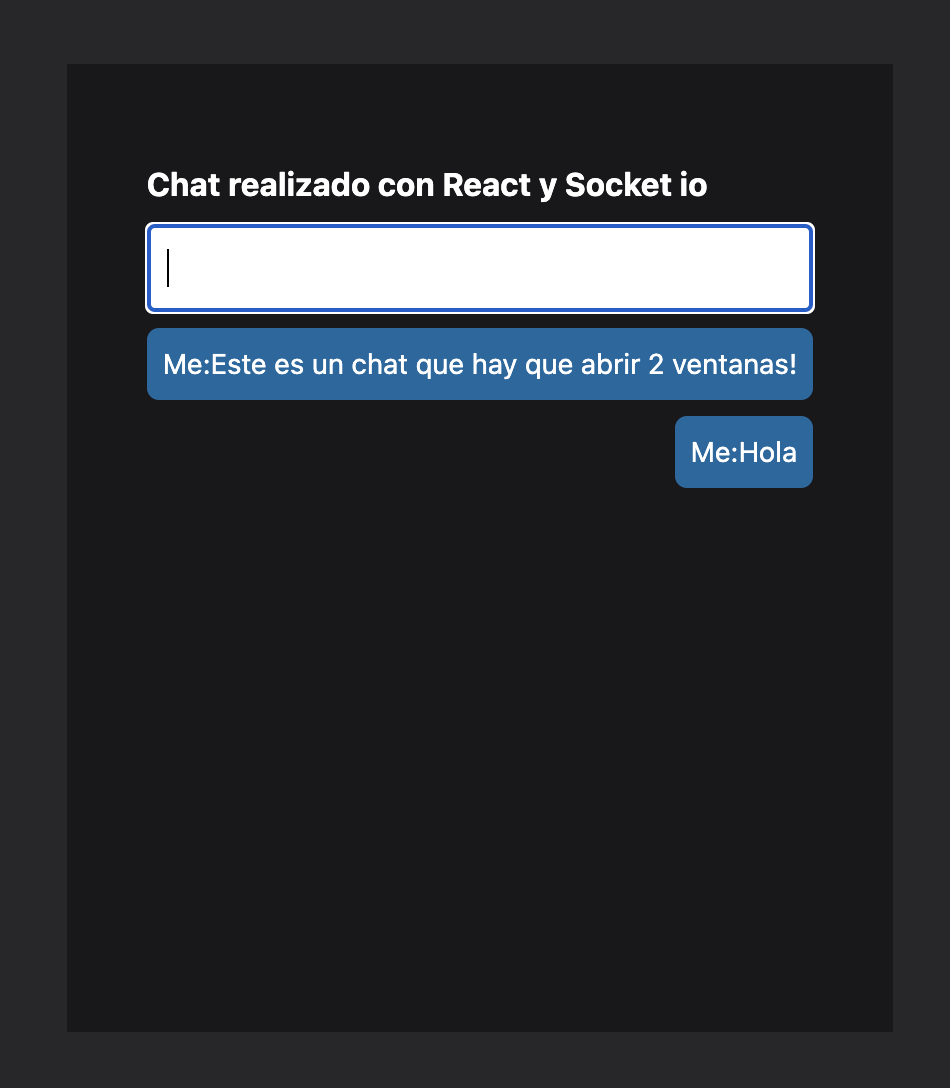 Chat realizado con React y Socket io
Me:Este es un chat que hay que abrir 2 ventanas!
Me:Hola